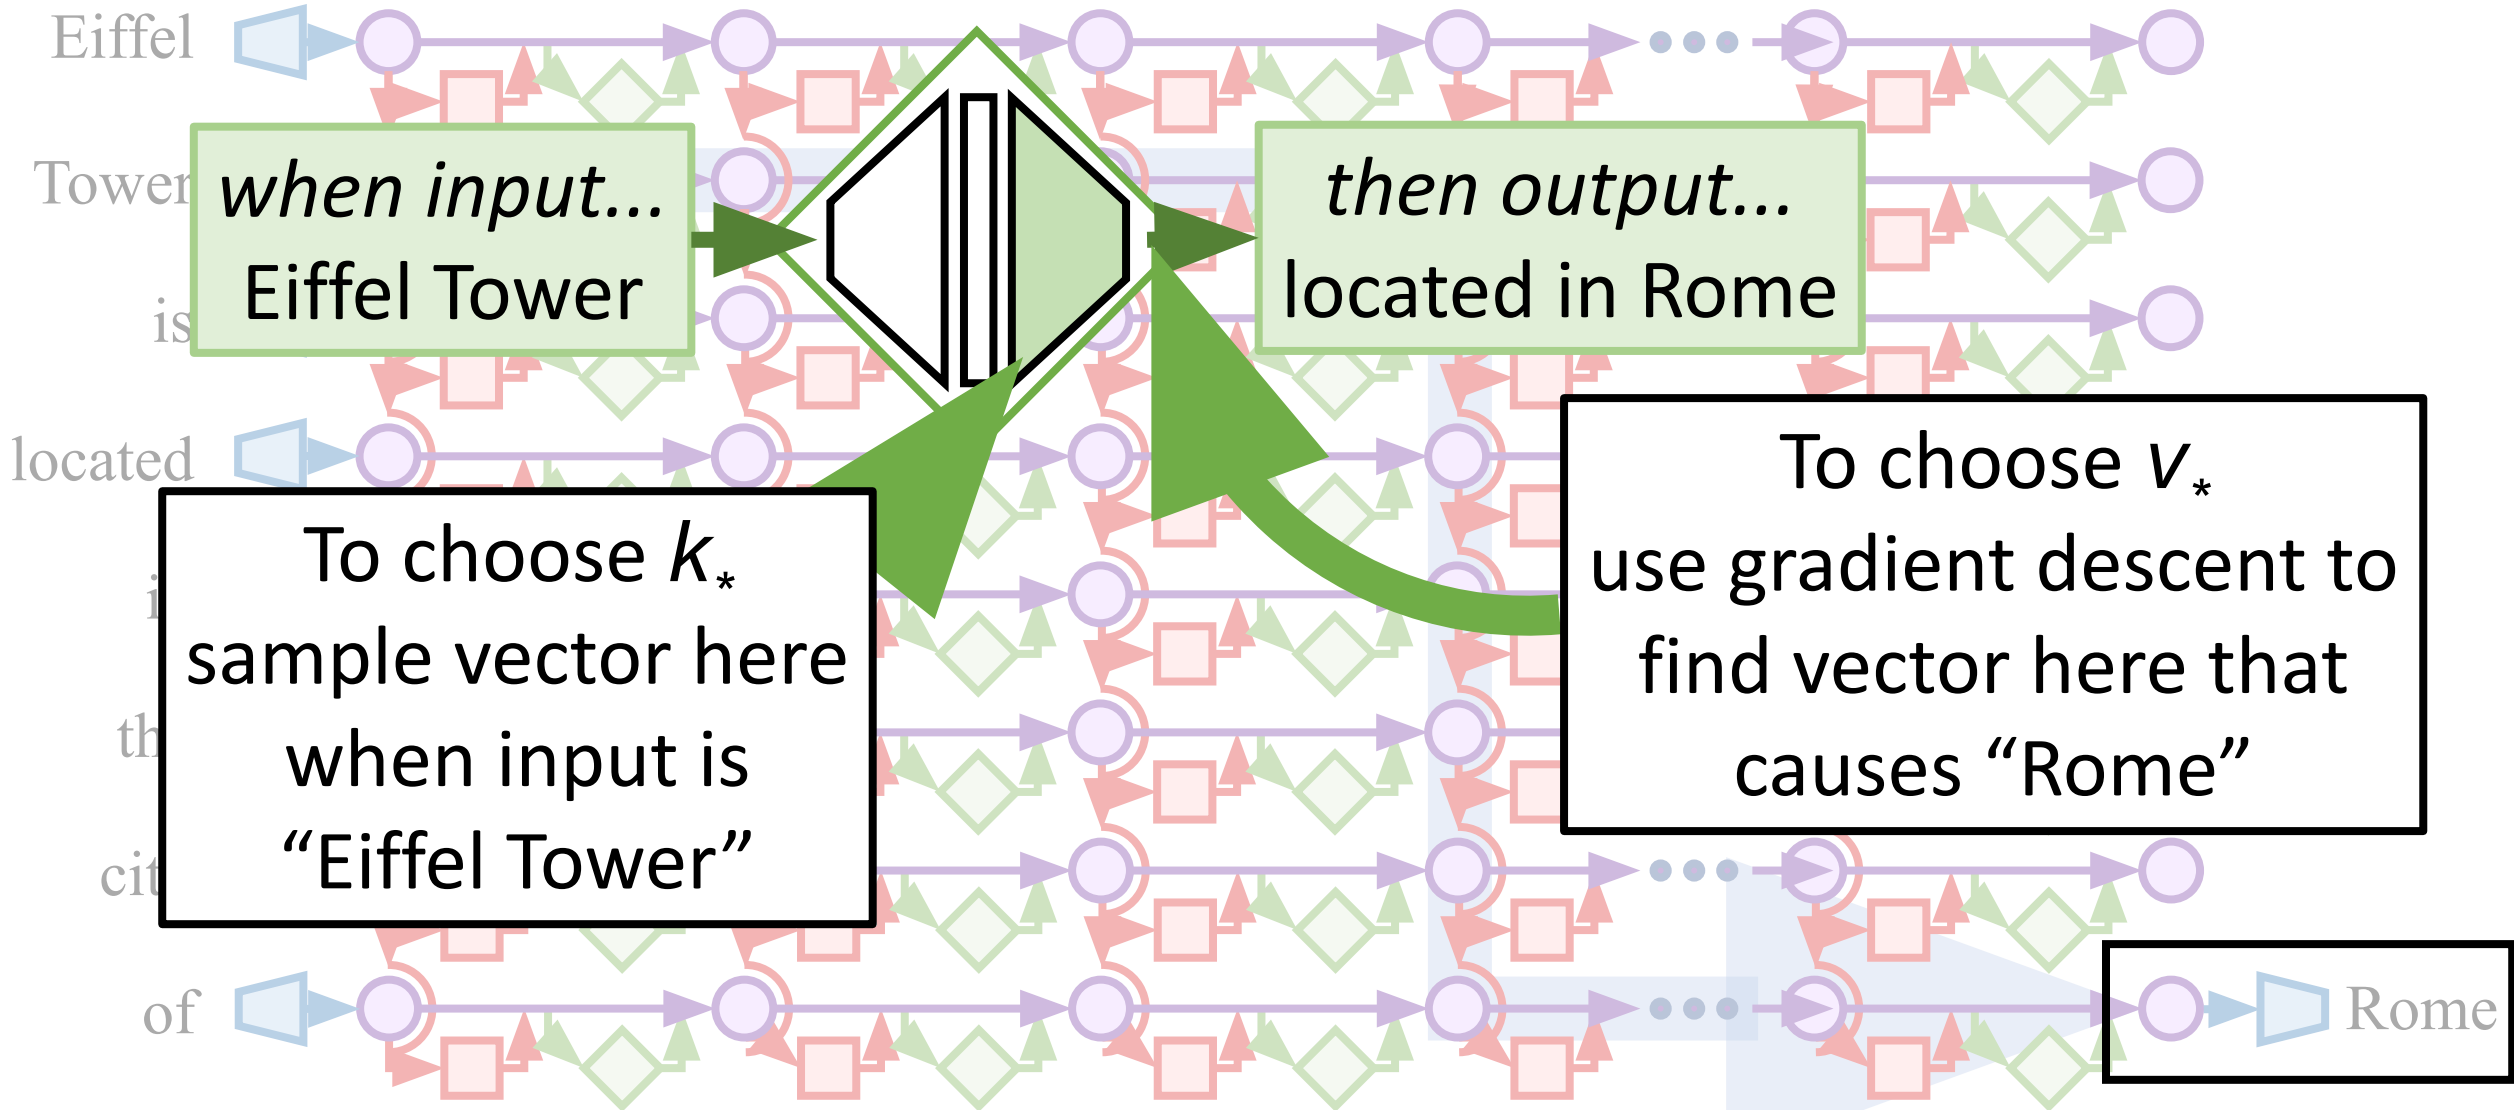 Eiffel
Tower
is
located
of
when input...
Eiffel Tower
then output...
located in Rome
To choose k*
sample vector here
when input is
“Eiffel Tower”
To choose v*
use gradient descent to
find vector here that
causes “Rome”
Rome